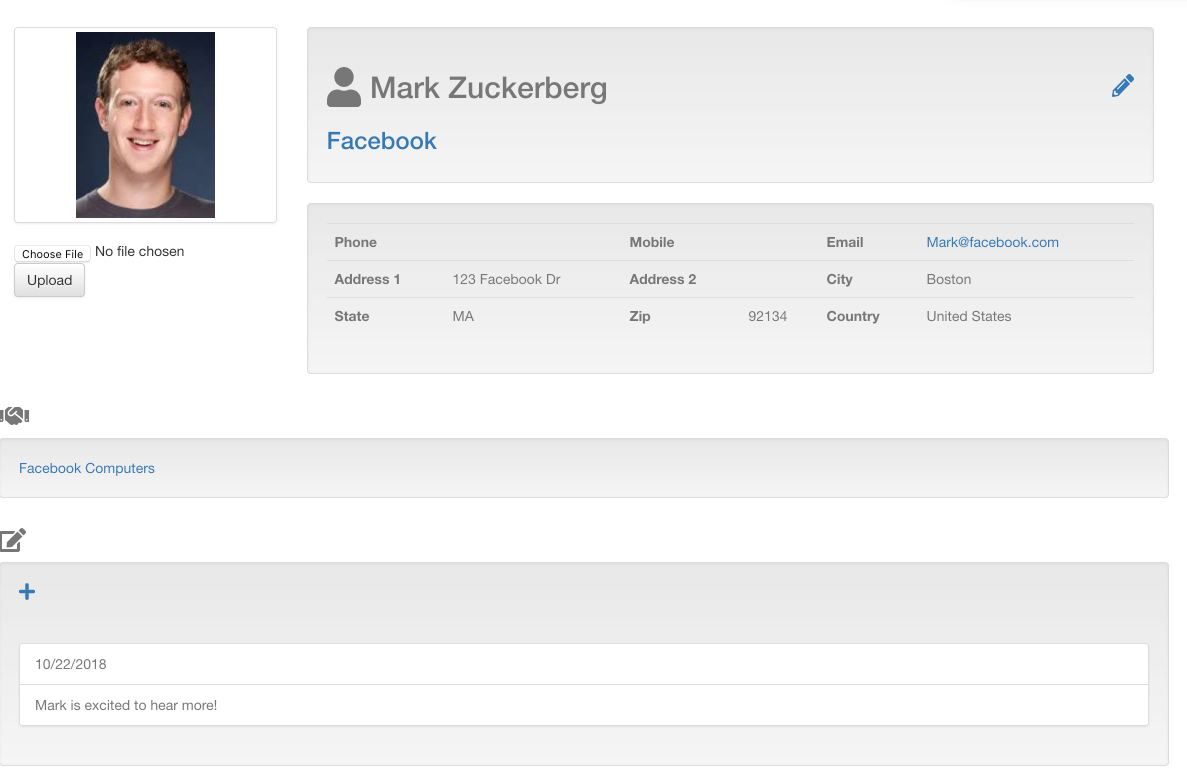 Mark Zuckerberg
Facebook
Choose File No file chosen
Upload
Phone Mobile Email Mark@facebook.com
Address 1 123 Facebook Dr Address 2 City Boston
State MA Zip 92134 Country United States
Facebook Computers
10/22/2018
Mark is excited to hear more!